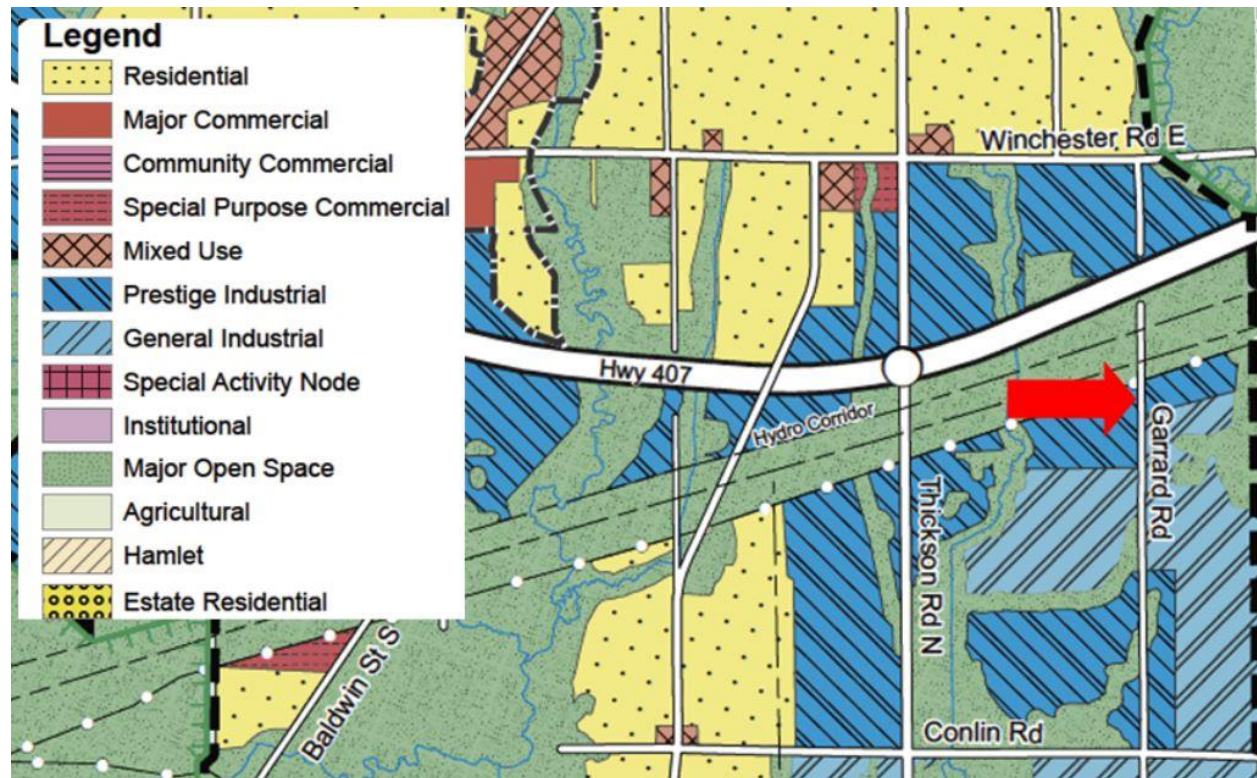 Legend
Residential
Major Commercial
Community Commercial
Special Purpose Commercial
Mixed Use
Prestige Industrial
General Industrial
Special Activity Node
Institutional
Major Open Space
Agricultural
Hamlet
Estate Residential
Winchester Rd E
Hwy 407
Hydro Corridor
Garrard Rd
Thickson Rd N
Baldwin St S
Conlin Rd